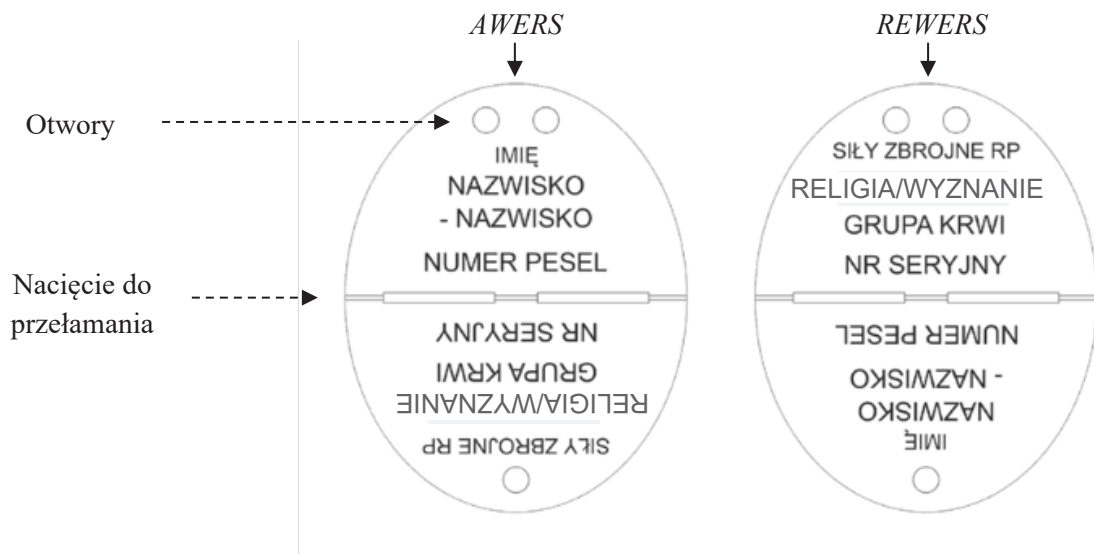 AWERS
REWERS
Otwory
IMIĘ
NAZWISKO
- NAZWISKO
NUMER PESEL
SIŁY ZBROJNE RP
RELIGIA/WYZNANIE
GRUPA KRWI
NR SERYJNY
Nacięcie do
przełamania
NR SERYJNY
GRUPA KRWI
RELIGIA/WYZNANIE
SIŁY ZBROJNE RP
NUMER PESEL
- NAZWISKO
NAZWISKO
IMIĘ